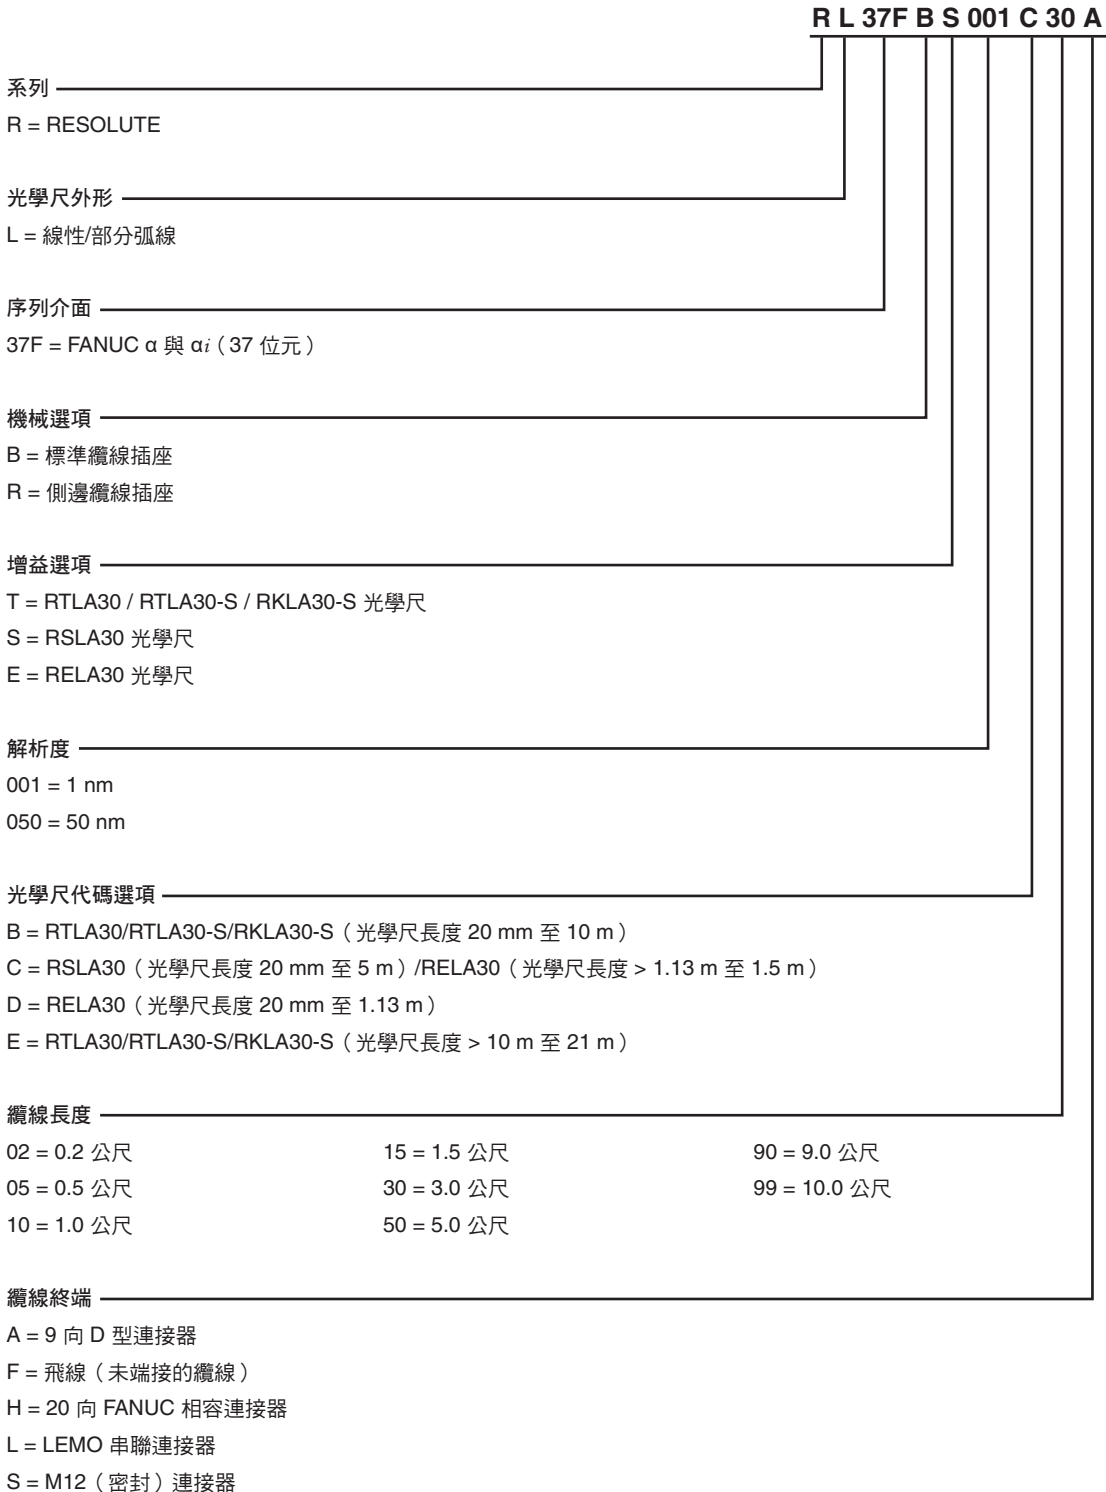 R L 37F B S 001 C 30 A
系列
R = RESOLUTE
光學尺外形
L = 線性/部分弧線
序列介面
37F = FANUC α 與 αi（37 位元）
機械選項
B = 標準纜線插座
R = 側邊纜線插座
增益選項
T = RTLA30 / RTLA30-S / RKLA30-S 光學尺
S = RSLA30 光學尺
E = RELA30 光學尺
解析度
001 = 1 nm
050 = 50 nm
光學尺代碼選項
B = RTLA30/RTLA30-S/RKLA30-S（光學尺長度 20 mm 至 10 m）
C = RSLA30（光學尺長度 20 mm 至 5 m）/RELA30（光學尺長度 > 1.13 m 至 1.5 m）
D = RELA30（光學尺長度 20 mm 至 1.13 m）
E = RTLA30/RTLA30-S/RKLA30-S（光學尺長度 > 10 m 至 21 m）
纜線長度
02 = 0.2 公尺 15 = 1.5 公尺 90 = 9.0 公尺
05 = 0.5 公尺 30 = 3.0 公尺 99 = 10.0 公尺
10 = 1.0 公尺 50 = 5.0 公尺
纜線終端
A = 9 向 D 型連接器
F = 飛線（未端接的纜線）
H = 20 向 FANUC 相容連接器
L = LEMO 串聯連接器
S = M12（密封）連接器